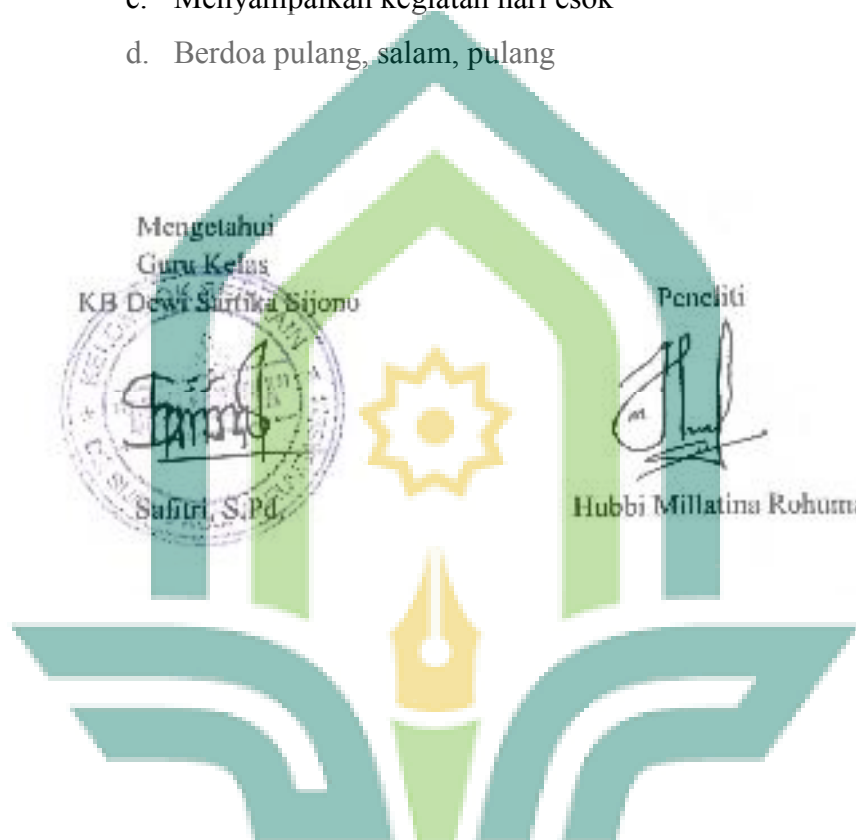 c. Menyampaikan kegiatan hari esok
d. Berdoa pulang, salam, pulang
Mengetahui
Guru Kelas
KB Dewi Sartika Sijono
Peneliti
Safitri, S.Pd.
Hubbi Millatina Rohuma